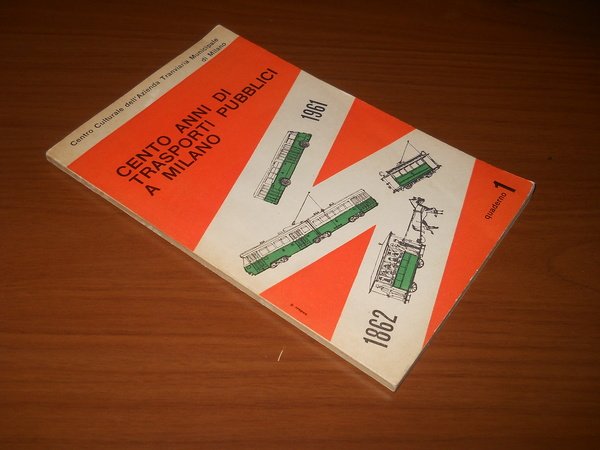 Centro Culturale dell'Azienda Tranviaria Municipale
di Milano
CENTO ANNI DI
TRASPORTI PUBBLICI
A MILANO
1961
1862
quaderno 1